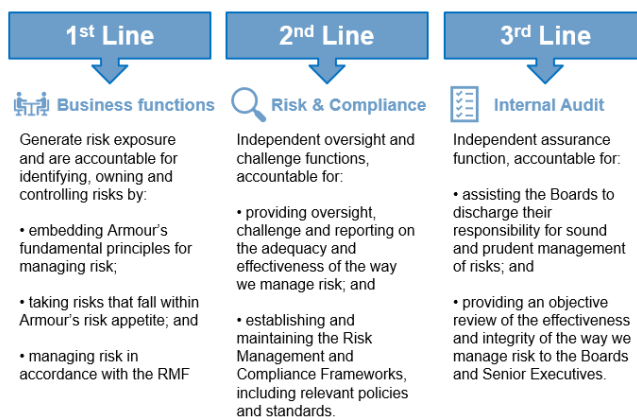 1st Line
Business functions
Generate risk exposure
and are accountable for
identifying, owning and
controlling risks by:
• embedding Armour's
fundamental principles for
managing risk;
• taking risks that fall within
Armour's risk appetite; and
• managing risk in
accordance with the RMF
2nd Line
Risk & Compliance
Independent oversight and
challenge functions,
accountable for:
• providing oversight,
challenge and reporting on
the adequacy and
effectiveness of the way
we manage risk; and
• establishing and
maintaining the Risk
Management and
Compliance Frameworks,
including relevant policies
and standards.
3rd Line
Internal Audit
Independent assurance
function, accountable for:
• assisting the Boards to
discharge their
responsibility for sound
and prudent management
of risks; and
• providing an objective
review of the effectiveness
and integrity of the way we
manage risk to the Boards
and Senior Executives.